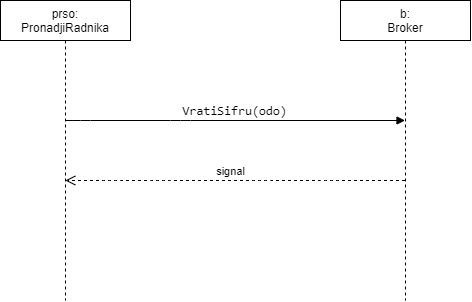 prso:
PronadjiRadnika
b:
Broker
VratiSifru(odo)
signal